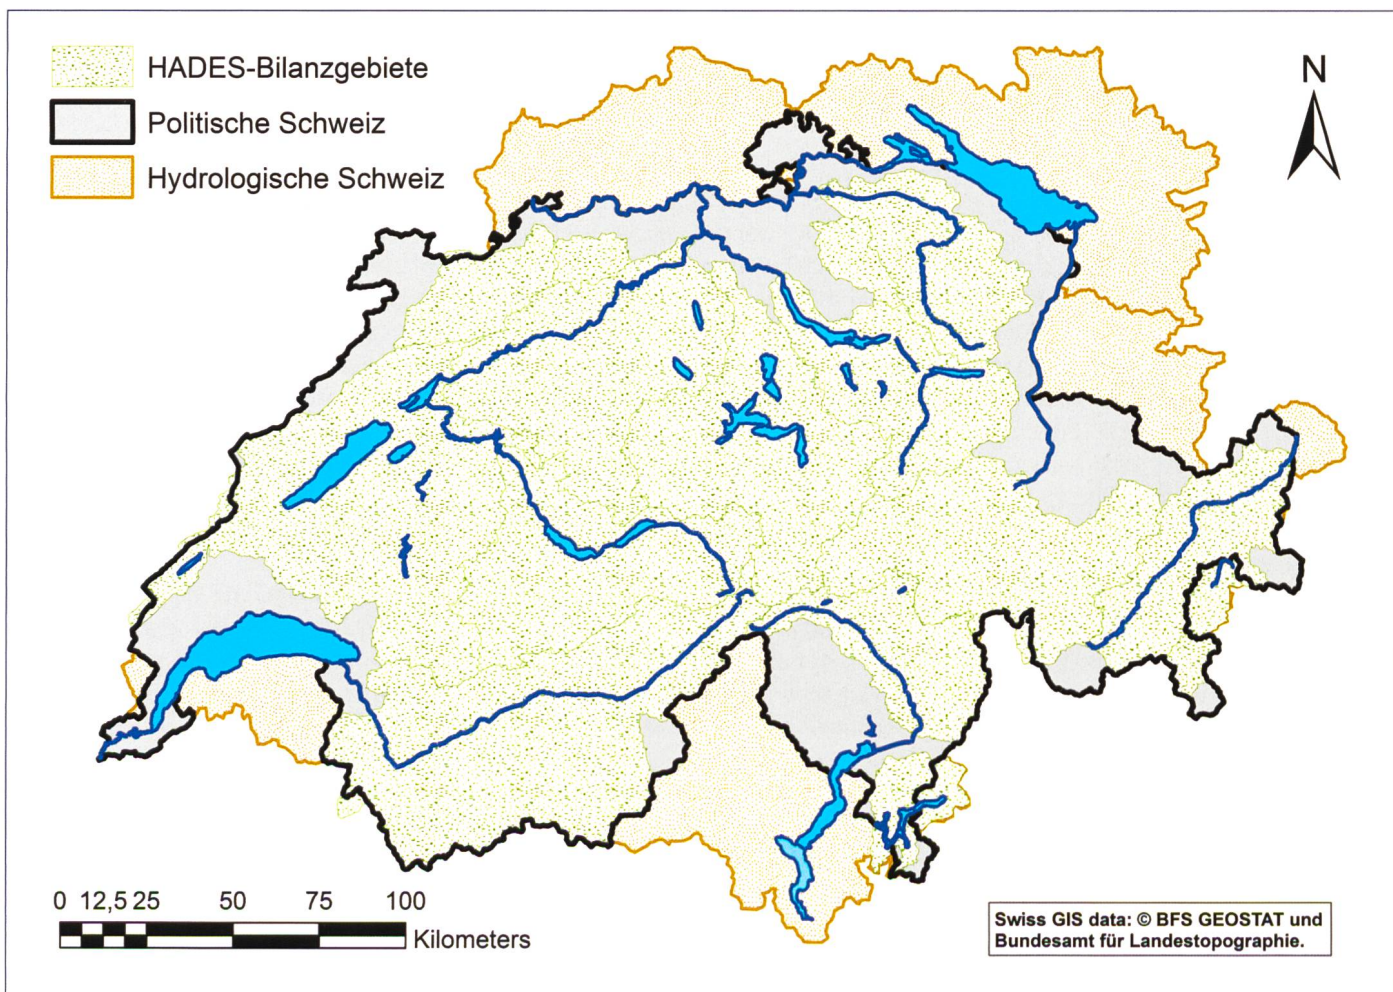 HADES-Bilanzgebiete
Politische Schweiz
Hydrologische Schweiz
N
0 12,5 25 50 75 100
Kilometers
Swiss GIS data: © BFS GEOSTAT und
Bundesamt für Landestopographie.